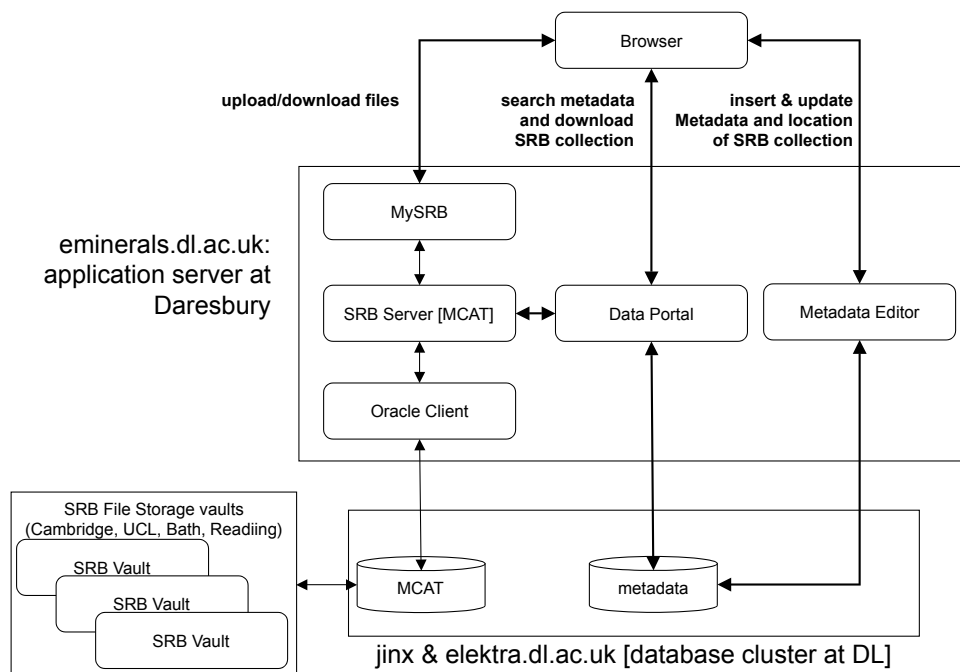 Browser
upload/download files
search metadata
and download
SRB collection
insert & update
Metadata and location
of SRB collection
MySRB
eminerals.dl.ac.uk:
application server at
Daresbury
SRB Server [MCAT]
Data Portal
Metadata Editor
Oracle Client
SRB File Storage vaults
(Cambridge, UCL, Bath, Readiing)
SRB Vault
SRB Vault
SRB Vault
MCAT
metadata
jinx & elektra.dl.ac.uk [database cluster at DL]